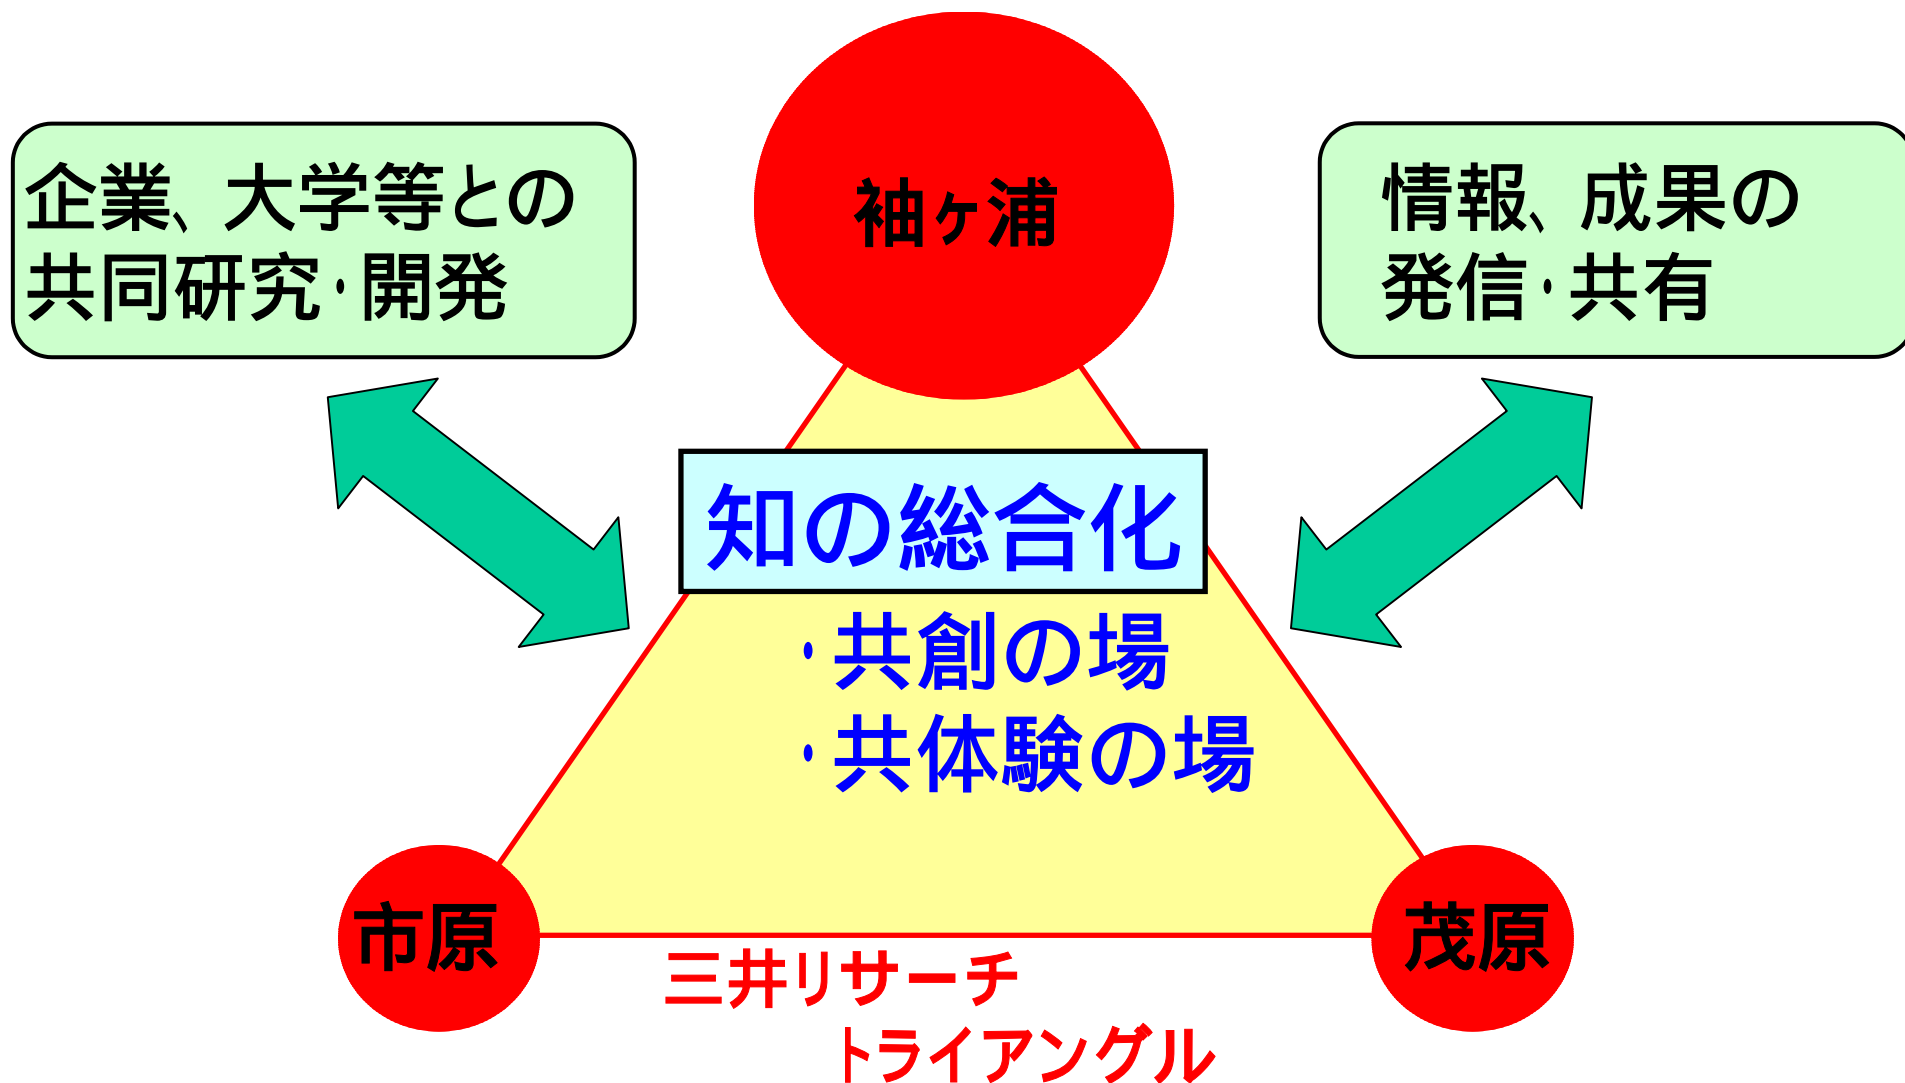 袖ヶ浦
企業、大学等との
共同研究・開発
情報、成果の
発信・共有
知の総合化
・共創の場
・共体験の場
市原
茂原
三井リサーチ
トライアングル